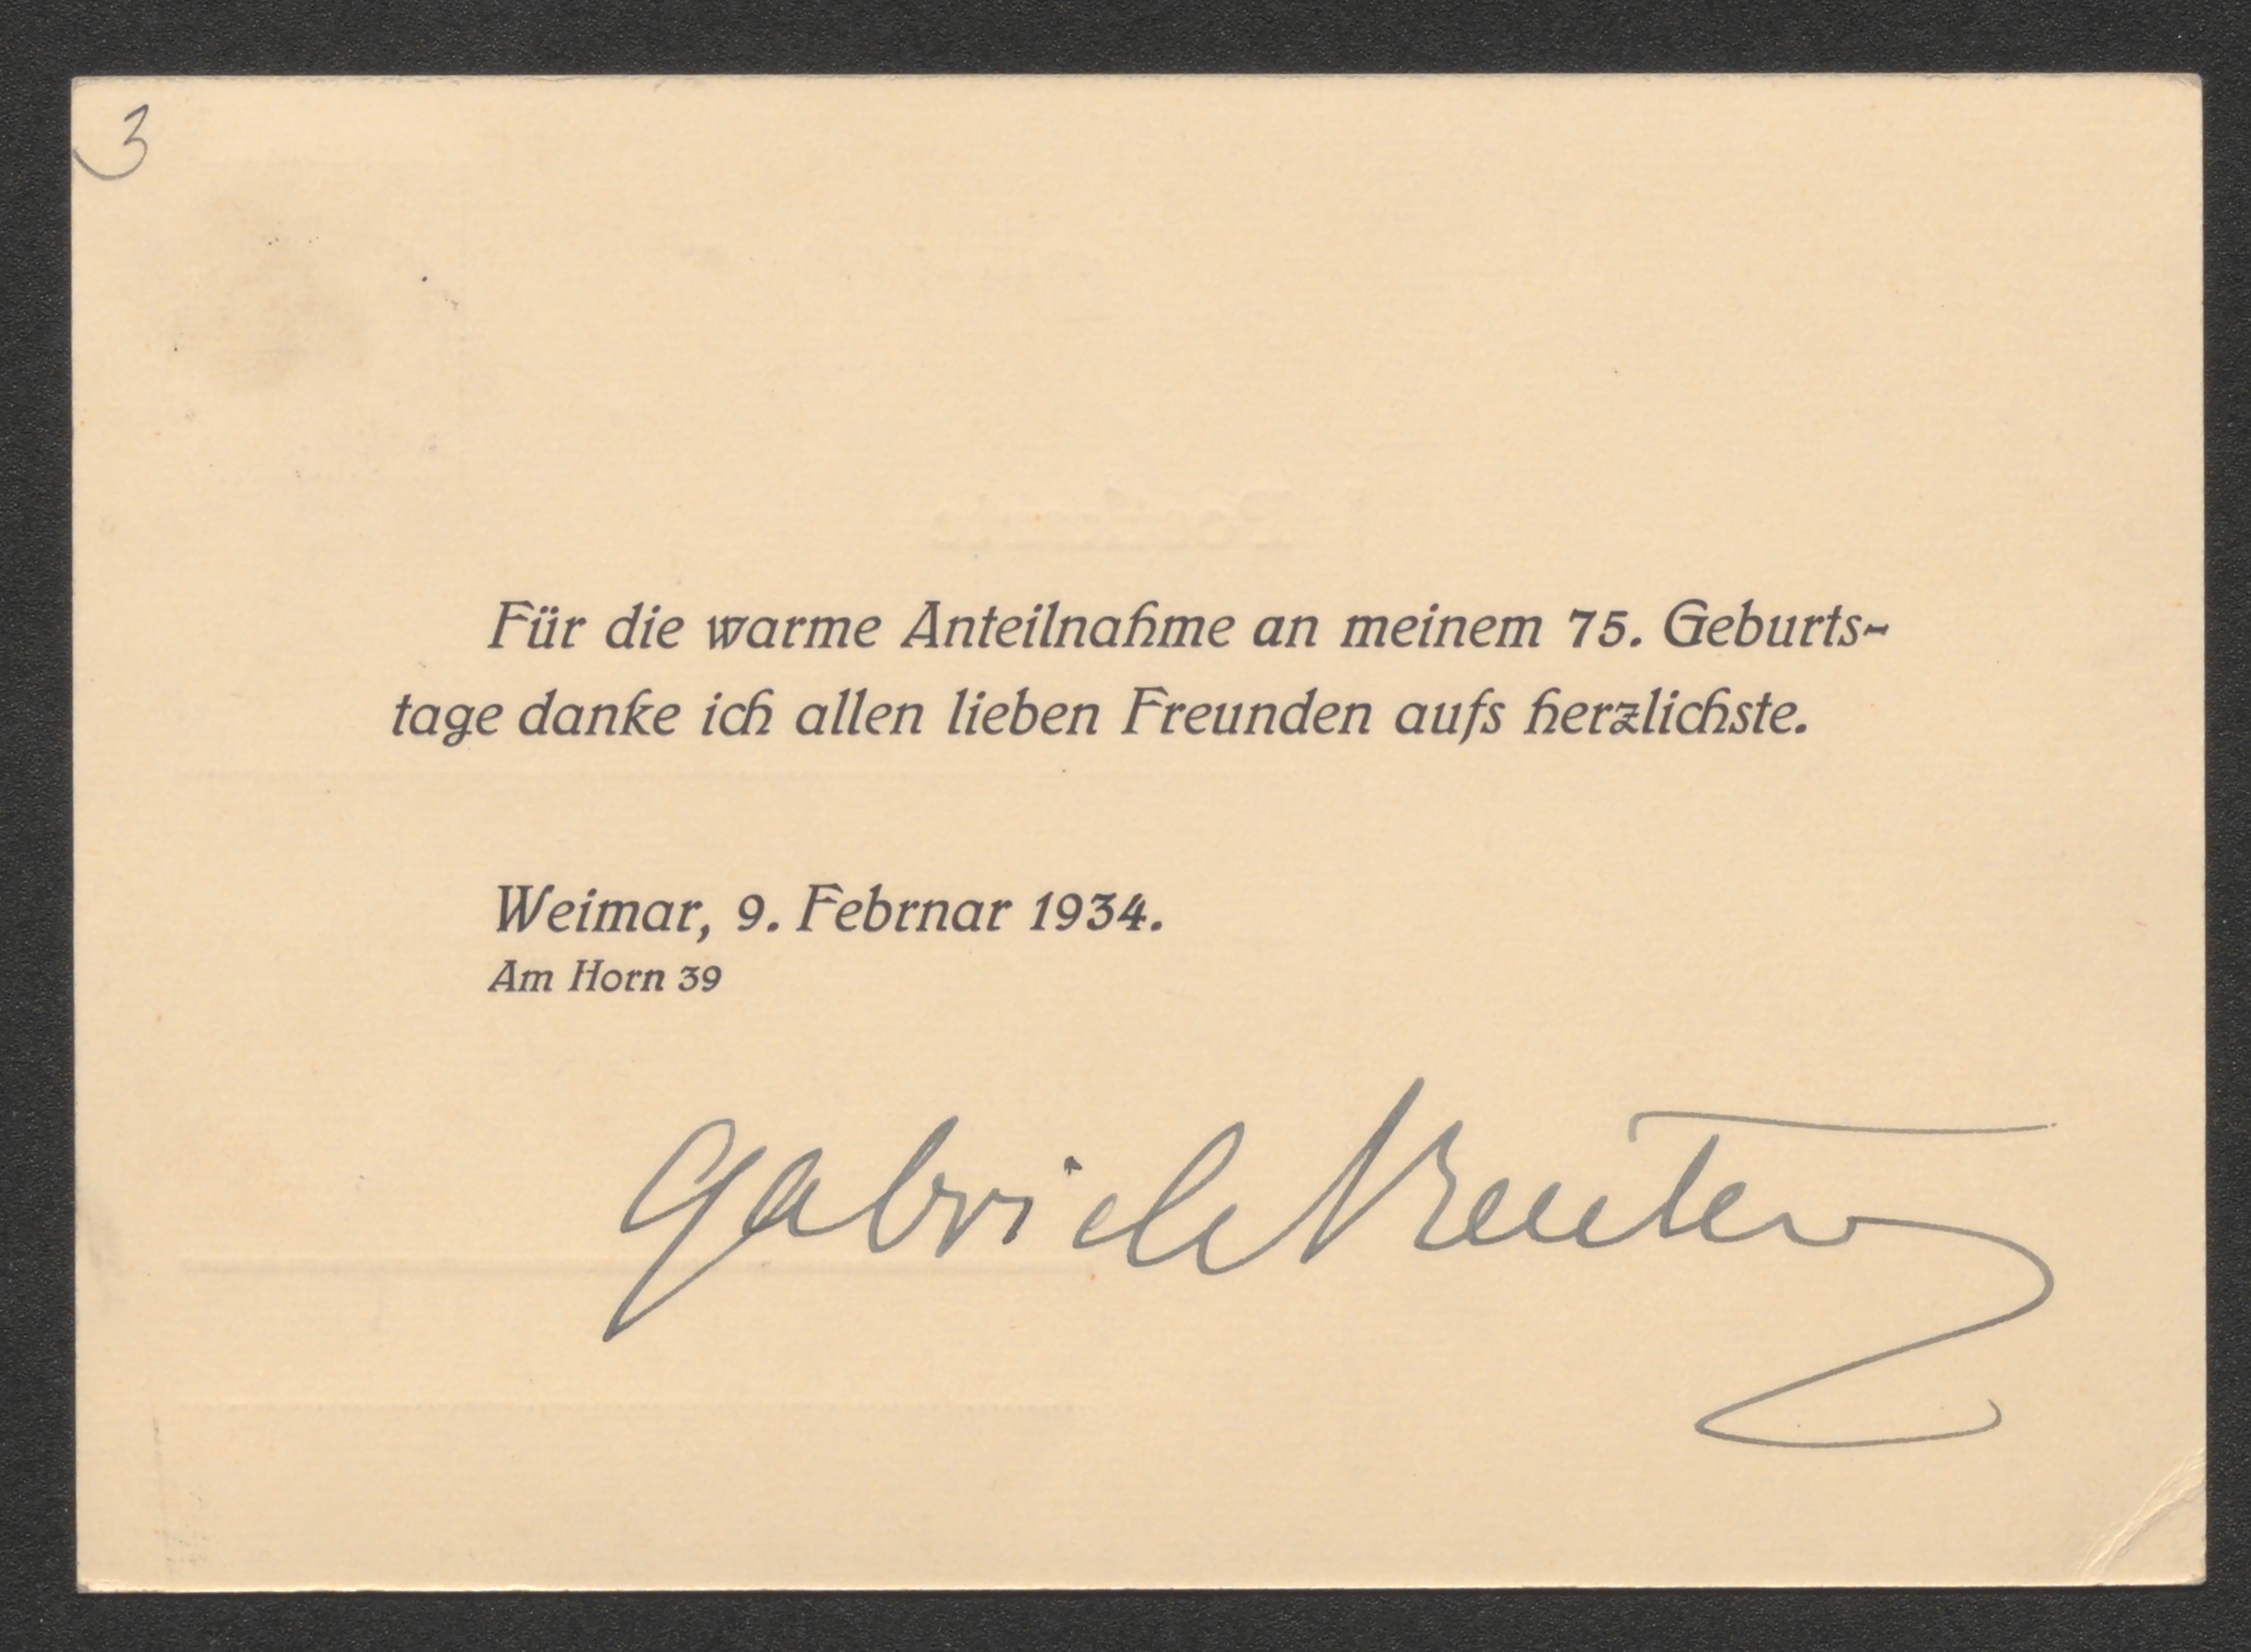 3
Für die warme Anteilnahme an meinem 75. Geburts-
tage danke ich allen lieben Freunden aufs herzlichste.
Weimar, 9. Febrnar 1934.
Am Horn 39
Gabriele Reuter